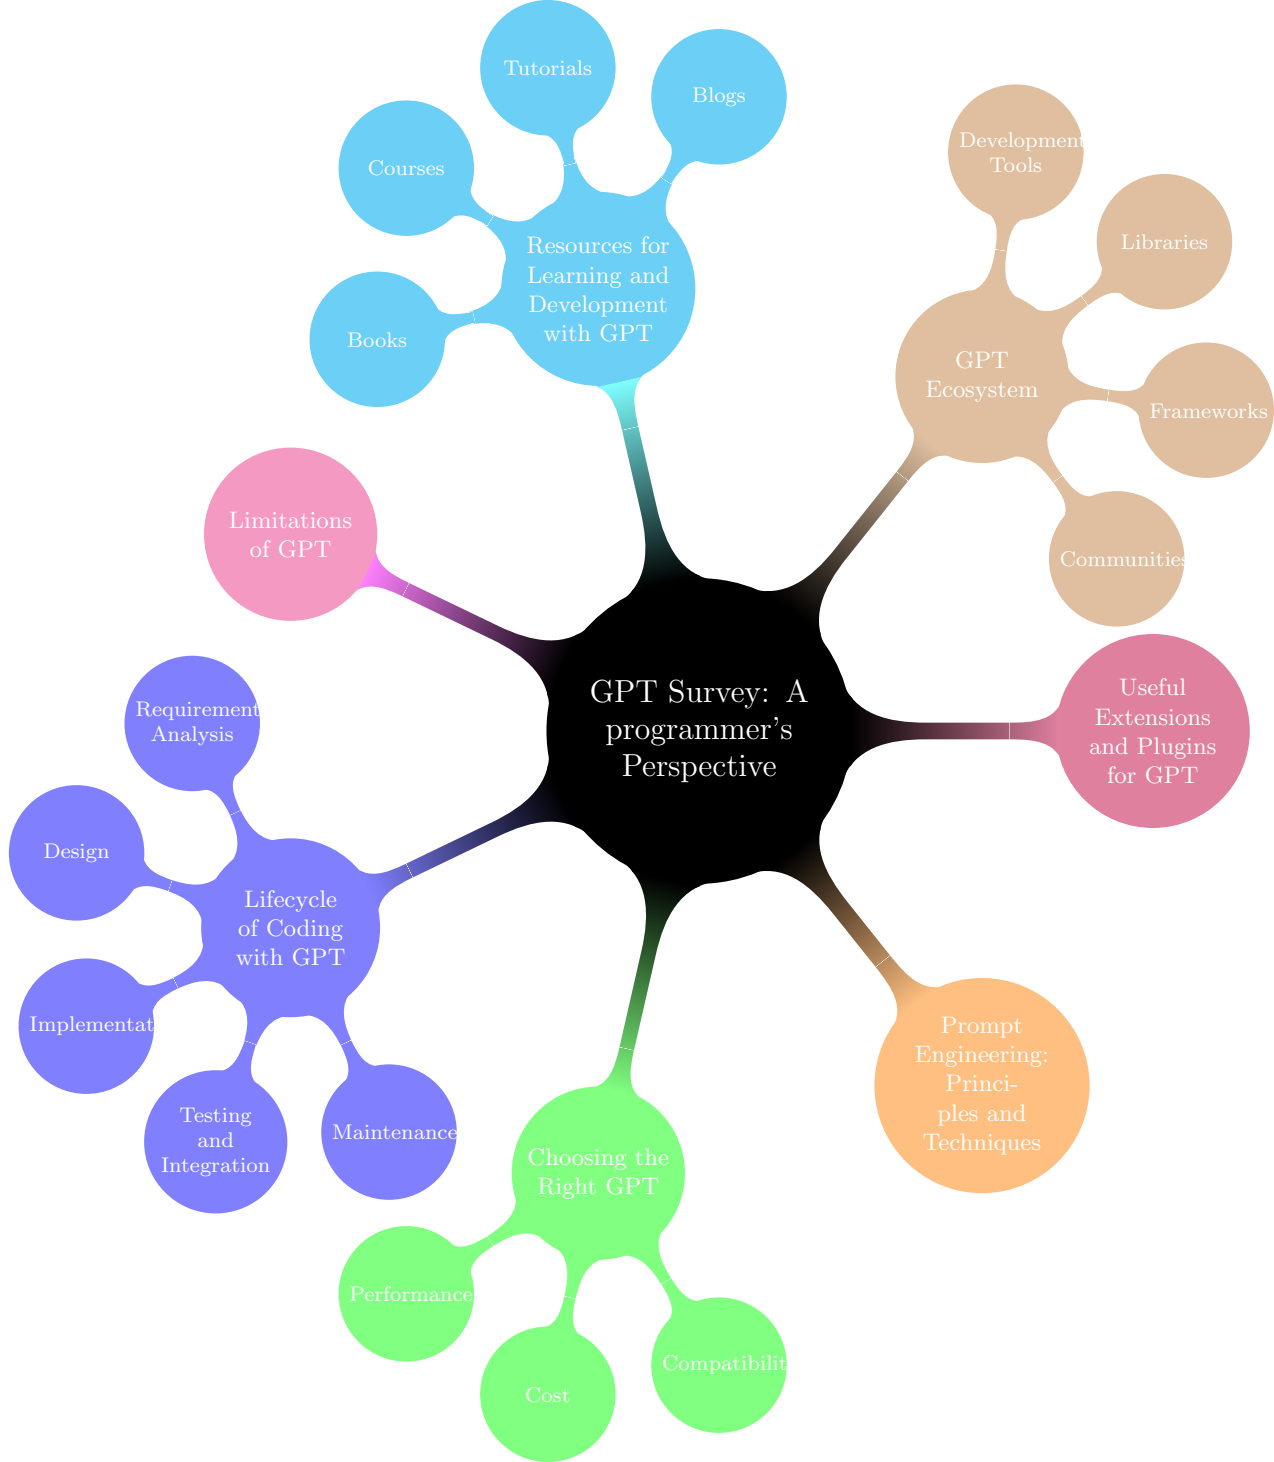 GPT Survey: A
programmer's
Perspective
Tutorials
Blogs
Courses
Books
Resources for
Learning and
Development
with GPT
Development
Tools
Libraries
Frameworks
Communities
GPT
Ecosystem
Useful
Extensions
and Plugins
for GPT
Limitations
of GPT
Requirement
Analysis
Design
Implementat
Testing
and
Integration
Maintenance
Lifecycle
of Coding
with GPT
Prompt
Engineering:
Princi-
ples and
Techniques
Choosing the
Right GPT
Performance
Cost
Compatibilit